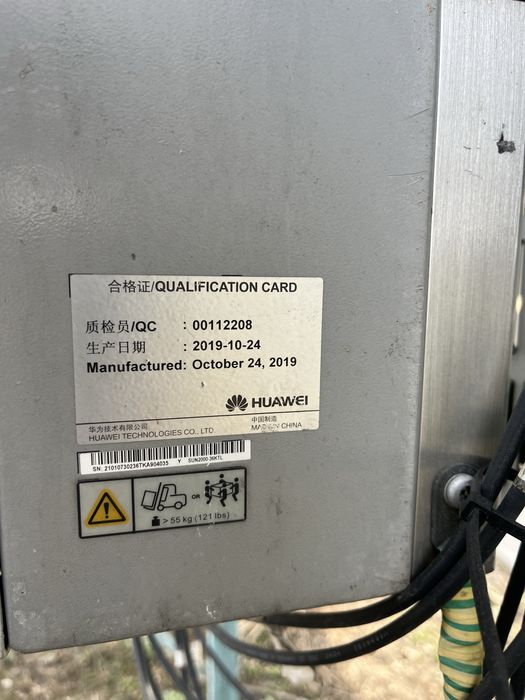 合格证/QUALIFICATION CARD
质检员/QC : 00112208
生产日期 : 2019-10-24
Manufactured: October 24, 2019
HUAWEI
华为技术有限公司
HUAWEI TECHNOLOGIES CO., LTD.
中国制造
MADE IN CHINA
SN. 21010730236TKA904035 Y SUN2000-36KTL
OR
> 55 kg (121 lbs)